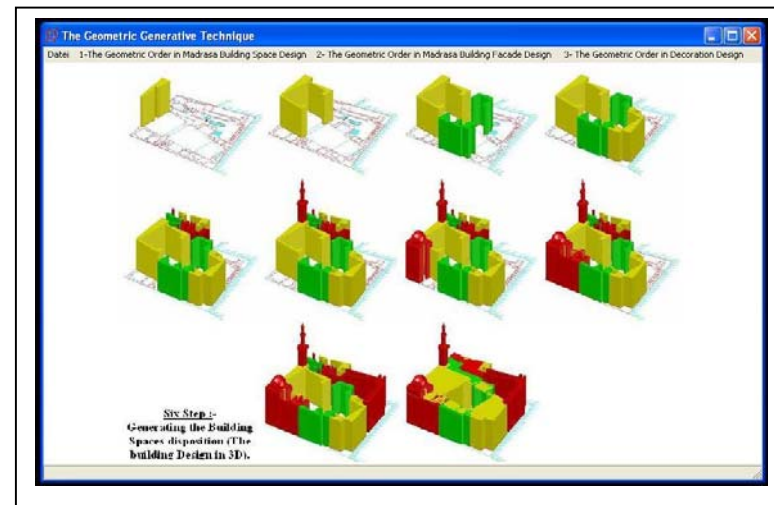 The Geometric Generative Technique
Datei 1-The Geometric Order in Madrasa Building Space Design 2- The Geometric Order in Madrasa Building Facade Design 3- The Geometric Order in Decoration Design
Six Step :-
Generating the Building
Spaces disposition (The
building Design in 3D).